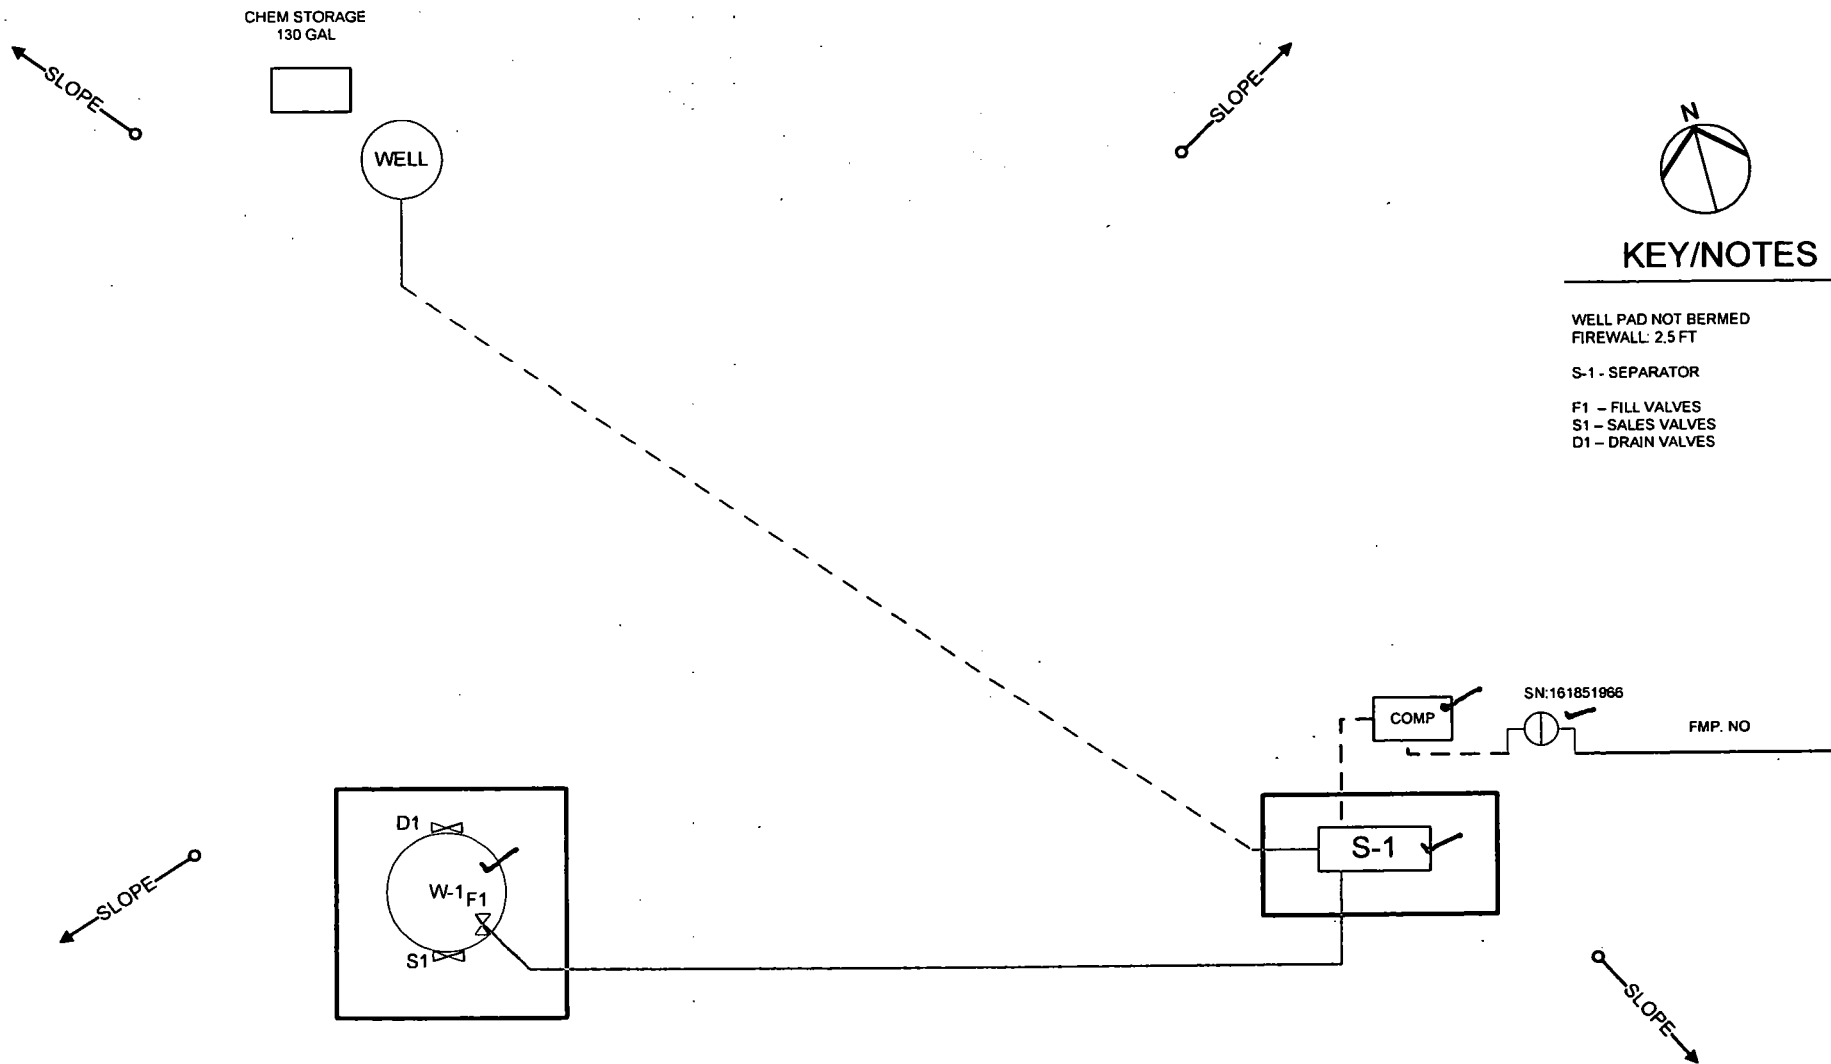 CHEM STORAGE
130 GAL
SLOPE
SLOPE
WELL
N
KEY/NOTES
WELL PAD NOT BERMED
FIREWALL: 2.5 FT
S-1 - SEPARATOR
F1 – FILL VALVES
S1 – SALES VALVES
D1 – DRAIN VALVES
SN:161851966
COMP
FMP. NO
D1
W-1
F1
S1
S-1
SLOPE
SLOPE